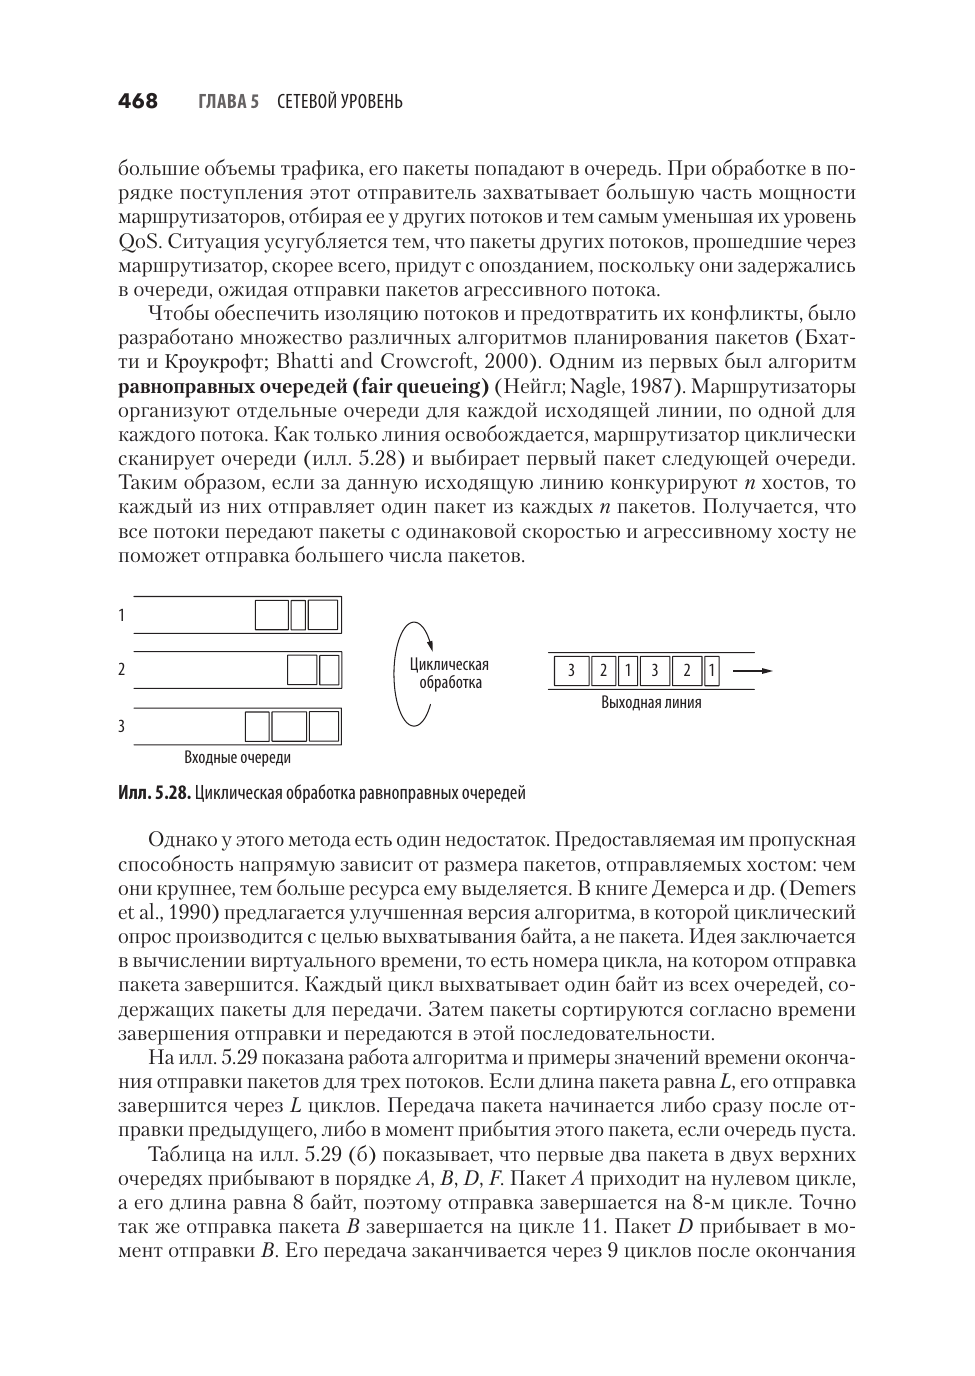 468 ГЛАВА 5 СЕТЕВОЙ УРОВЕНЬ
большие объемы трафика, его пакеты попадают в очередь. При обработке в по-
рядке поступления этот отправитель захватывает большую часть мощности
маршрутизаторов, отбирая ее у других потоков и тем самым уменьшая их уровень
QoS. Ситуация усугубляется тем, что пакеты других потоков, прошедшие через
маршрутизатор, скорее всего, придут с опозданием, поскольку они задержались
в очереди, ожидая отправки пакетов агрессивного потока.
Чтобы обеспечить изоляцию потоков и предотвратить их конфликты, было
разработано множество различных алгоритмов планирования пакетов (Бхат-
ти и Кроукрофт; Bhatti and Crowcroft, 2000). Одним из первых был алгоритм
равноправных очередей (fair queueing) (Нейгл; Nagle, 1987). Маршрутизаторы
организуют отдельные очереди для каждой исходящей линии, по одной для
каждого потока. Как только линия освобождается, маршрутизатор циклически
сканирует очереди (илл. 5.28) и выбирает первый пакет следующей очереди.
Таким образом, если за данную исходящую линию конкурируют n хостов, то
каждый из них отправляет один пакет из каждых n пакетов. Получается, что
все потоки передают пакеты с одинаковой скоростью и агрессивному хосту не
поможет отправка большего числа пакетов.
1
2
3
Входные очереди
Циклическая
обработка
3 2 1 3 2 1
Выходная линия
Илл. 5.28. Циклическая обработка равноправных очередей
Однако у этого метода есть один недостаток. Предоставляемая им пропускная
способность напрямую зависит от размера пакетов, отправляемых хостом: чем
они крупнее, тем больше ресурса ему выделяется. В книге Демерса и др. (Demers
et al., 1990) предлагается улучшенная версия алгоритма, в которой циклический
опрос производится с целью выхватывания байта, а не пакета. Идея заключается
в вычислении виртуального времени, то есть номера цикла, на котором отправка
пакета завершится. Каждый цикл выхватывает один байт из всех очередей, со-
держащих пакеты для передачи. Затем пакеты сортируются согласно времени
завершения отправки и передаются в этой последовательности.
На илл. 5.29 показана работа алгоритма и примеры значений времени оконча-
ния отправки пакетов для трех потоков. Если длина пакета равна L, его отправка
завершится через L циклов. Передача пакета начинается либо сразу после от-
правки предыдущего, либо в момент прибытия этого пакета, если очередь пуста.
Таблица на илл. 5.29 (б) показывает, что первые два пакета в двух верхних
очередях прибывают в порядке A, B, D, F. Пакет A приходит на нулевом цикле,
а его длина равна 8 байт, поэтому отправка завершается на 8-м цикле. Точно
так же отправка пакета B завершается на цикле 11. Пакет D прибывает в мо-
мент отправки B. Его передача заканчивается через 9 циклов после окончания